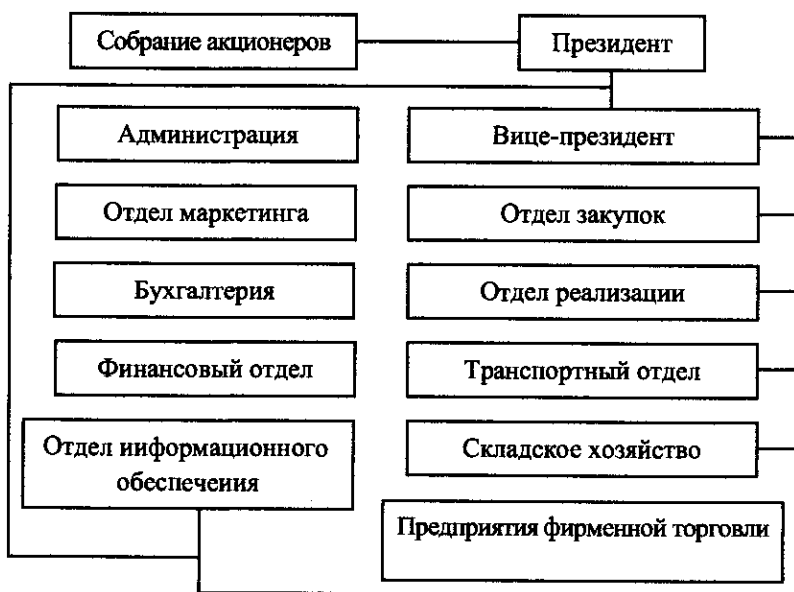 Собрание акционеров
Президент
Администрация
Вице-президент
Отдел маркетинга
Отдел закупок
Бухгалтерия
Отдел реализации
Финансовый отдел
Транспортный отдел
Отдел ииформационного
обеспечения
Складское хозяйство
Предприятия фирменной торговли